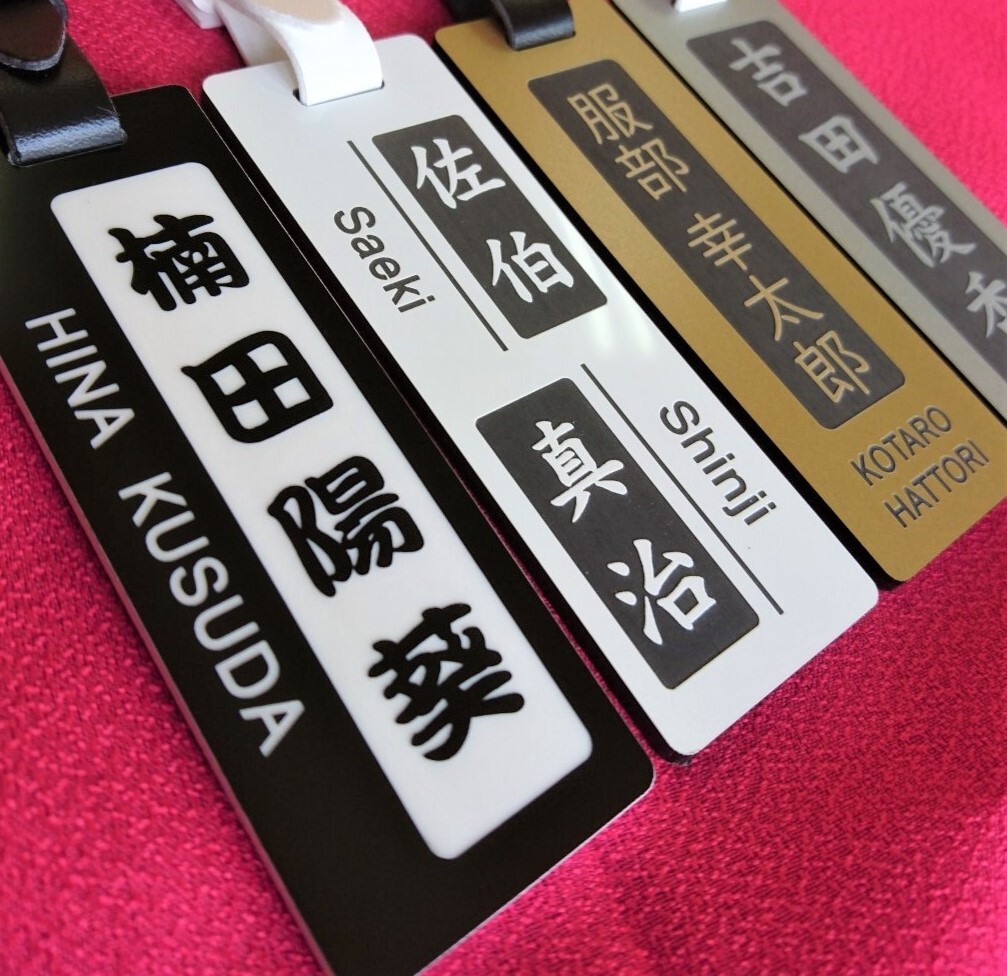 楠田陽葵
HINA KUSUDA
佐伯
Saeki
真治
Shinji
服部 幸太郎
KOTARO
HATTORI
吉田優